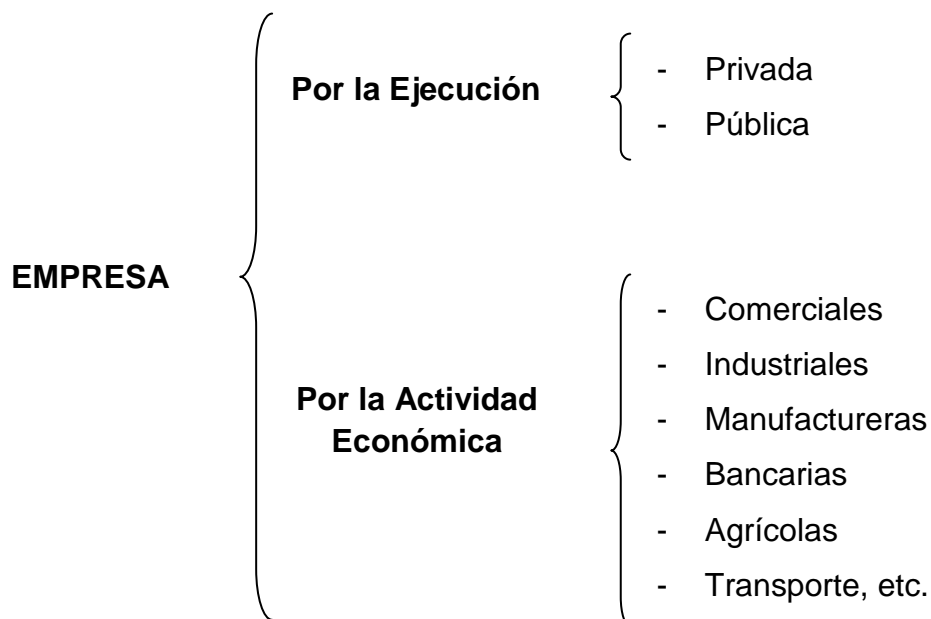 EMPRESA
Por la Ejecución
- Privada
- Pública
Por la Actividad
Económica
- Comerciales
- Industriales
- Manufactureras
- Bancarias
- Agrícolas
- Transporte, etc.